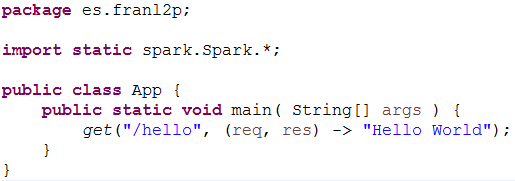 package es.franl2p;
import static spark.Spark.*;
public class App {
    public static void main( String[] args ) {
        get("/hello", (req, res) -> "Hello World");
    }
}